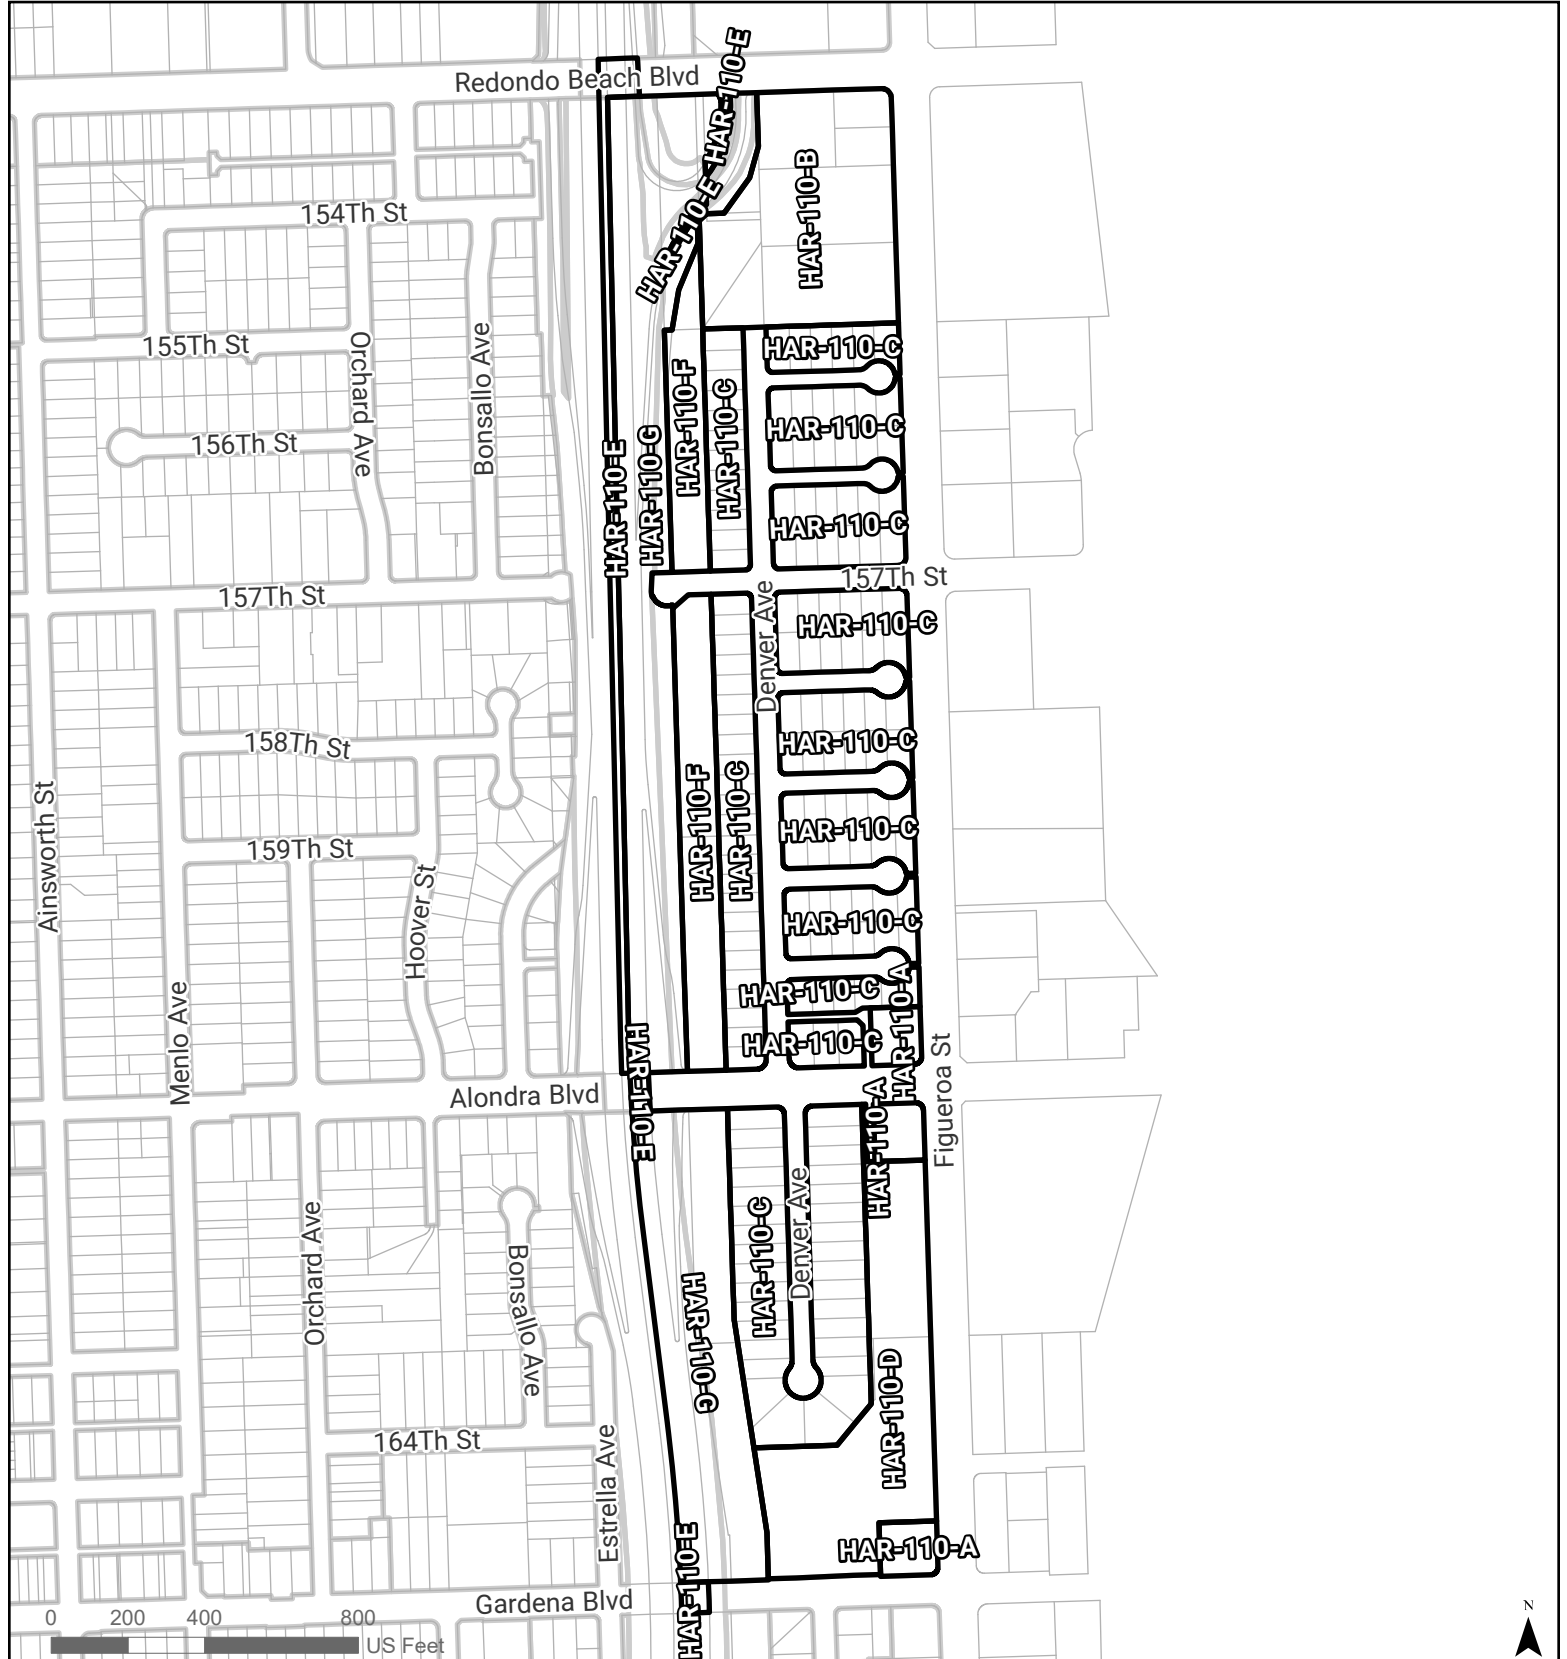 Redondo Beach Blvd
HAR-110-E
HAR-110-E
HAR-110-B
154Th St
HAR-110-E
155Th St
Orchard Ave
Bonsallo Ave
HAR-110-C
HAR-110-F
HAR-110-C
HAR-110-C
156Th St
HAR-110-E
HAR-110-G
HAR-110-C
157Th St
157Th St
Denver Ave
HAR-110-C
158Th St
HAR-110-C
HAR-110-F
HAR-110-C
HAR-110-C
Ainsworth St
159Th St
Hoover St
HAR-110-C
HAR-110-C
HAR-110-A
Menlo Ave
HAR-110-E
HAR-110-C
Figueroa St
Alondra Blvd
HAR-110-A
Orchard Ave
Bonsallo Ave
HAR-110-C
Denver Ave
HAR-110-G
HAR-110-D
164Th St
Estrella Ave
HAR-110-E
HAR-110-A
Gardena Blvd
0 200 400 800
US Feet
N